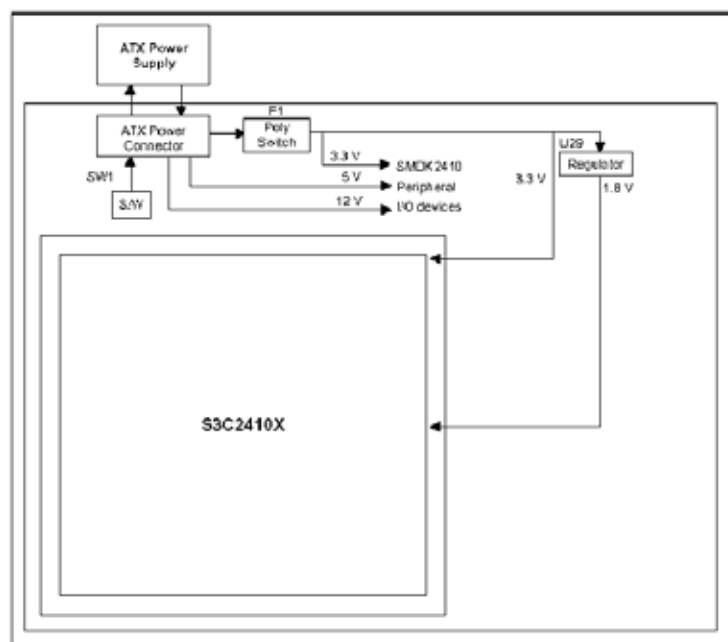 ATX Power
Supply
ATX Power
Connector
F1
Poly
Switch
U29
Regulator
3.3 V
SMDK2410
3.3 V
1.8 V
5 V
Peripheral
SW1
S/W
12 V
I/O devices
S3C2410X